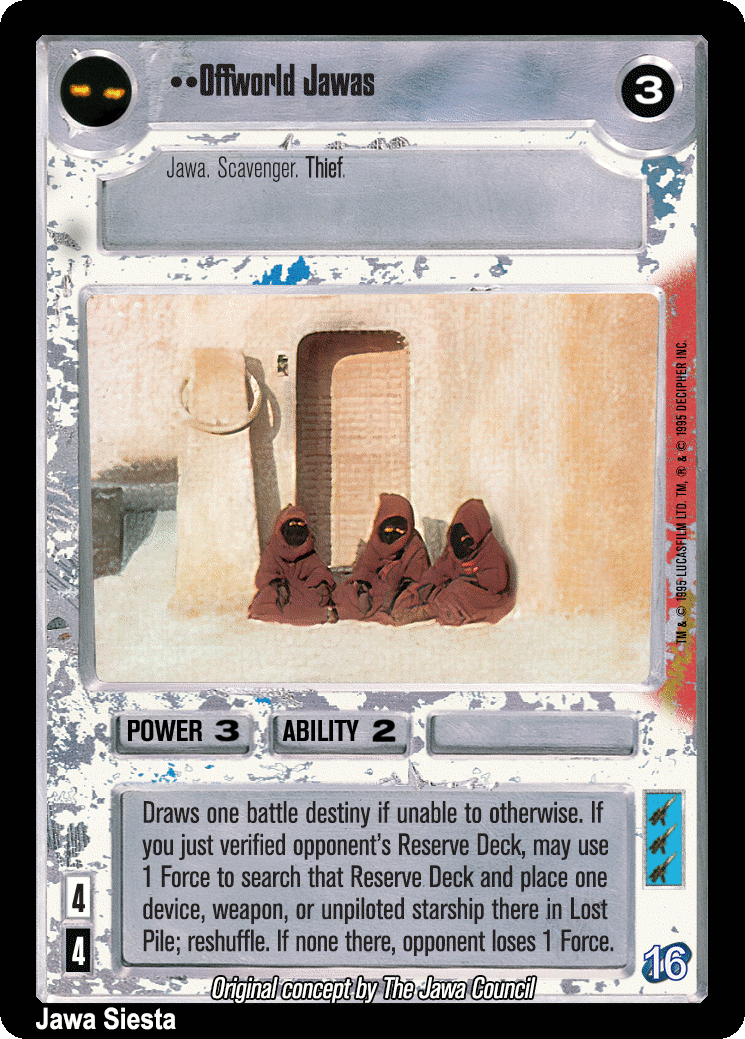 ••Offworld Jawas
3
Jawa. Scavenger. Thief.
TM & © 1995 LUCASFILM LTD. TM, ® & © 1995 DECIPHER INC.
POWER 3
ABILITY 2
Draws one battle destiny if unable to otherwise. If
you just verified opponent's Reserve Deck, may use
1 Force to search that Reserve Deck and place one
device, weapon, or unpiloted starship there in Lost
Pile; reshuffle. If none there, opponent loses 1 Force.
4
4
16
Original concept by The Jawa Council
Jawa Siesta